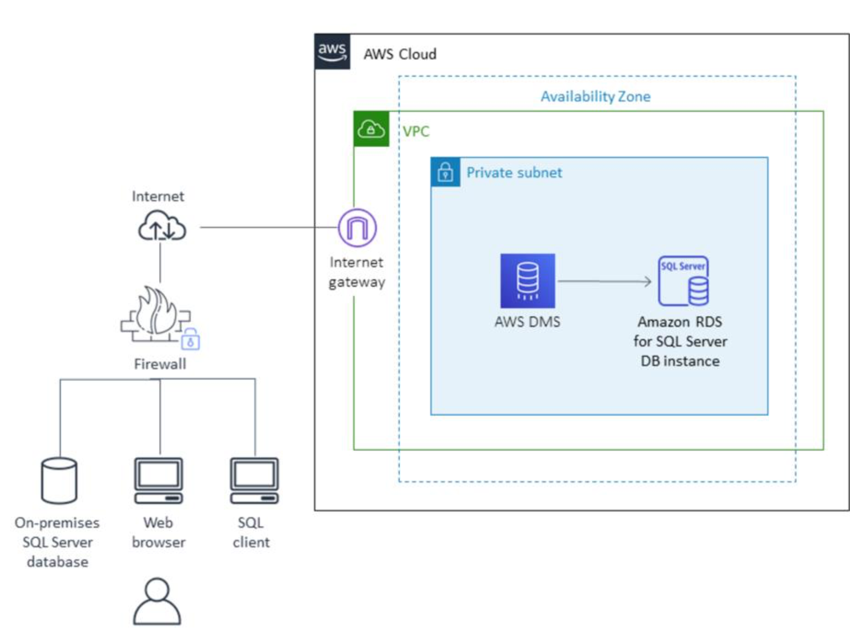 aws
AWS Cloud
Availability Zone
VPC
Private subnet
Internet
Internet
gateway
SQL Server
AWS DMS
Amazon RDS
for SQL Server
DB instance
Firewall
On-premises
SQL Server
database
Web
browser
SQL
client